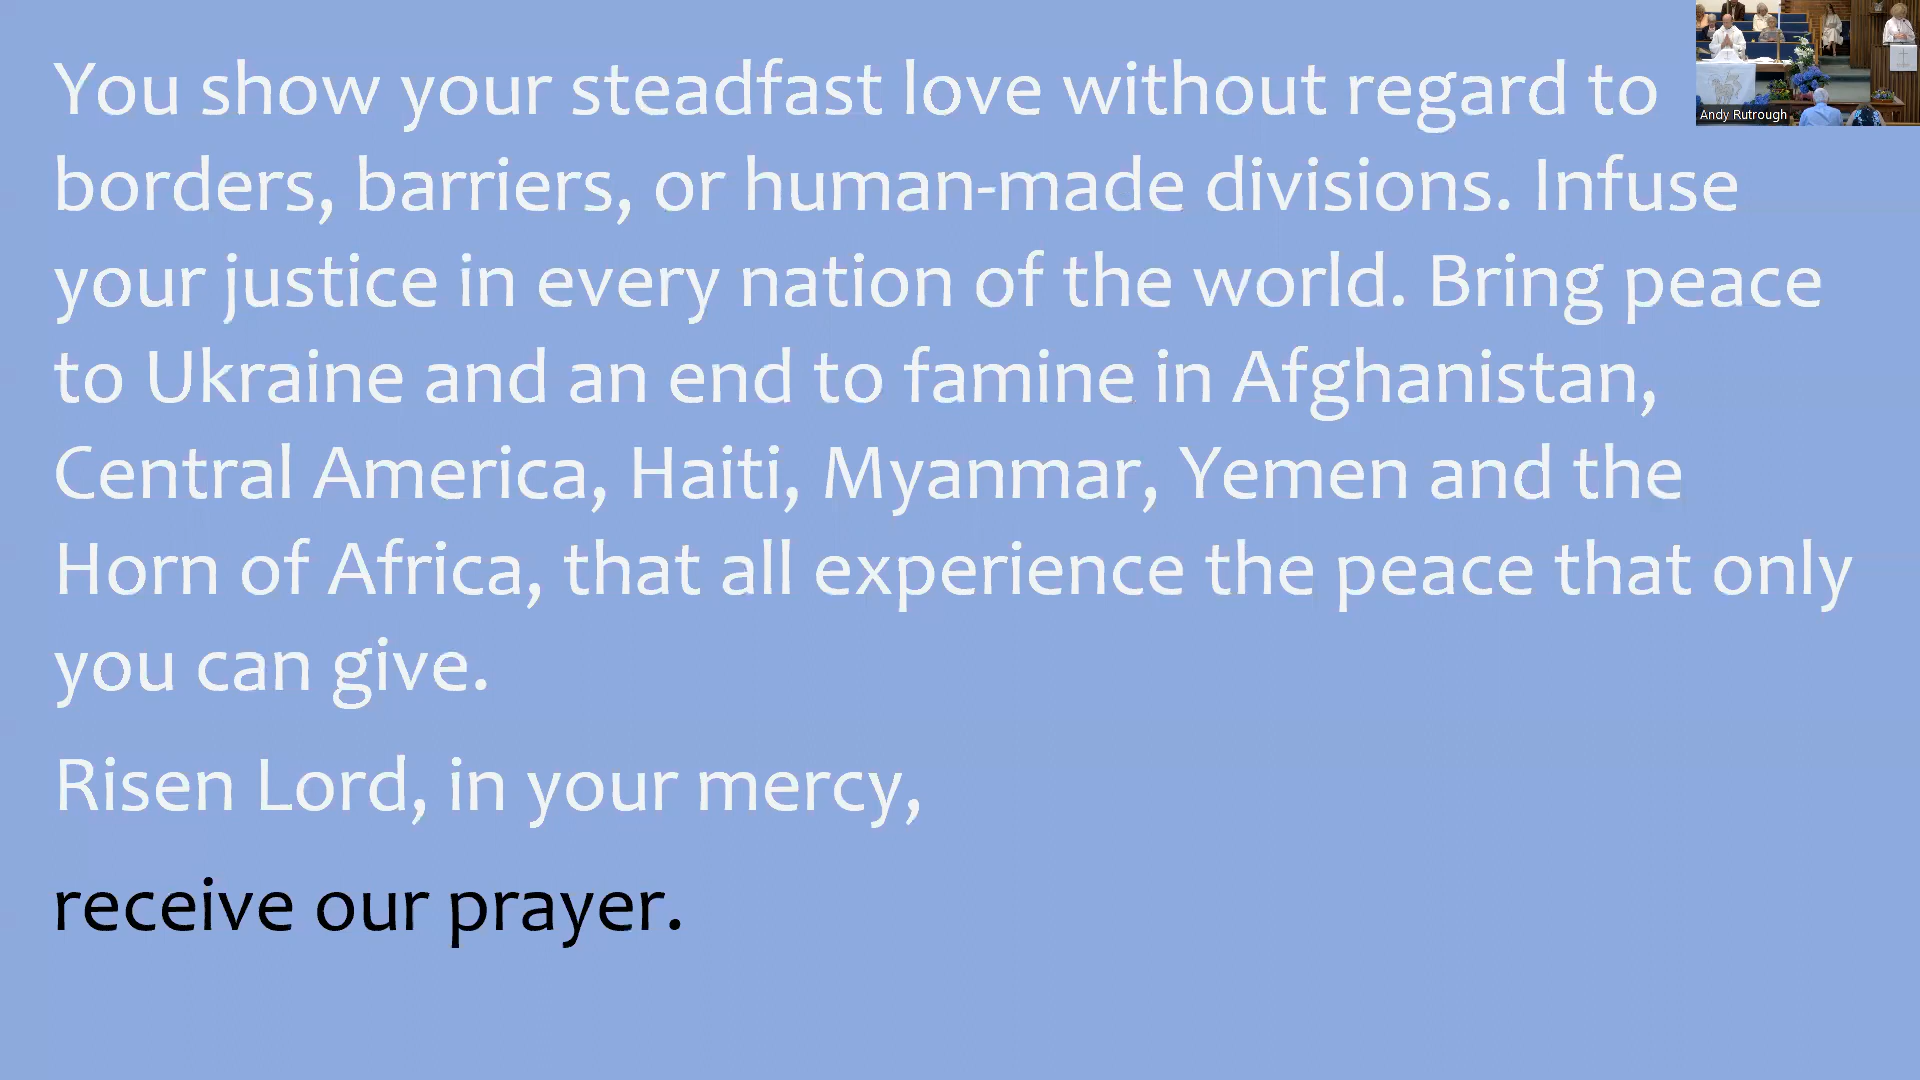 You show your steadfast love without regard to
borders, barriers, or human-made divisions. Infuse
your justice in every nation of the world. Bring peace
to Ukraine and an end to famine in Afghanistan,
Central America, Haiti, Myanmar, Yemen and the
Horn of Africa, that all experience the peace that only
you can give.
Risen Lord, in your mercy,
receive our prayer.
Andy Rutrough